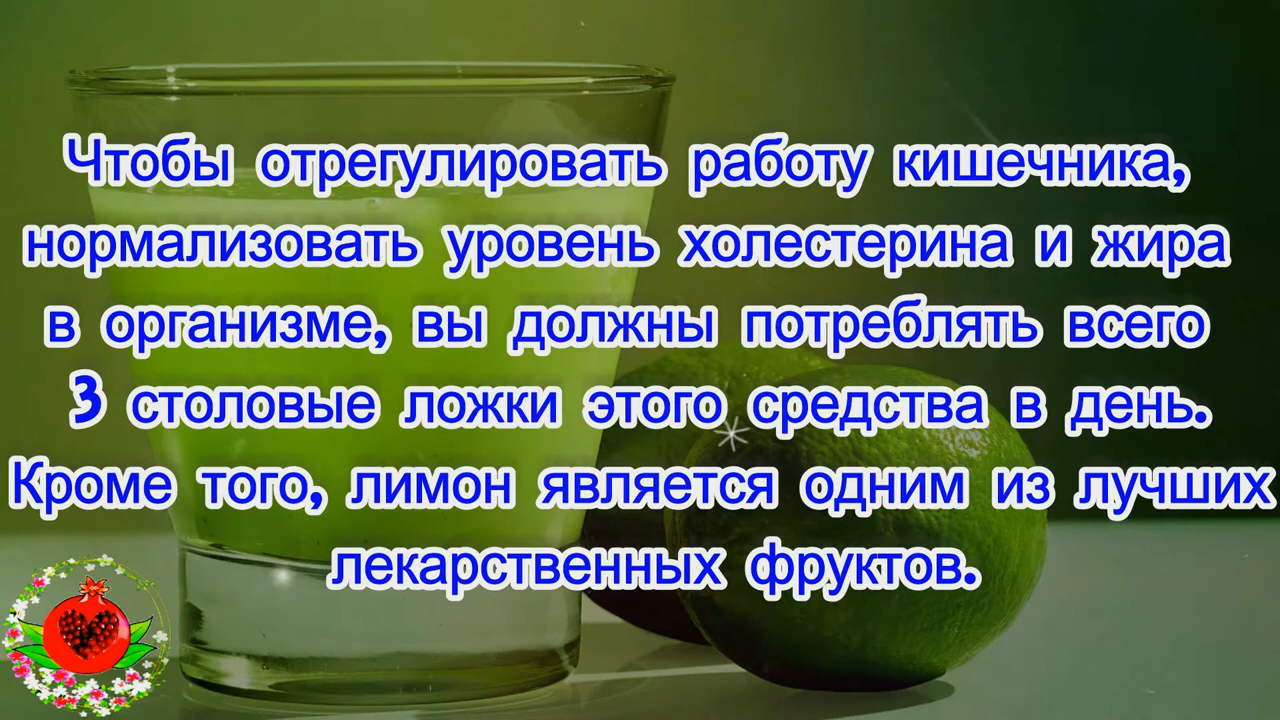 Чтобы отрегулировать работу кишечника,
нормализовать уровень холестерина и жира
в организме, вы должны потреблять всего
3 столовые ложки этого средства в день.
Кроме того, лимон является одним из лучших
лекарственных фруктов.